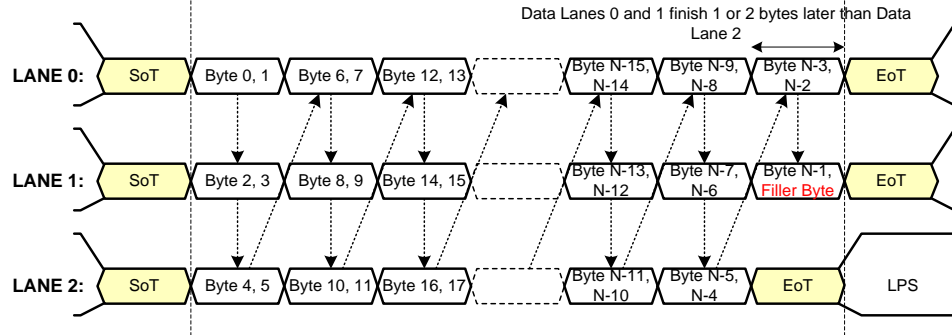 Data Lanes 0 and 1 finish 1 or 2 bytes later than Data
Lane 2
LANE 0:
SoT
Byte 0, 1
Byte 6, 7
Byte 12, 13
Byte N-15,
N-14
Byte N-9,
N-8
Byte N-3,
N-2
EoT
LANE 1:
SoT
Byte 2, 3
Byte 8, 9
Byte 14, 15
Byte N-13,
N-12
Byte N-7,
N-6
Byte N-1,
Filler Byte
EoT
LANE 2:
SoT
Byte 4, 5
Byte 10, 11
Byte 16, 17
Byte N-11,
N-10
Byte N-5,
N-4
EoT
LPS